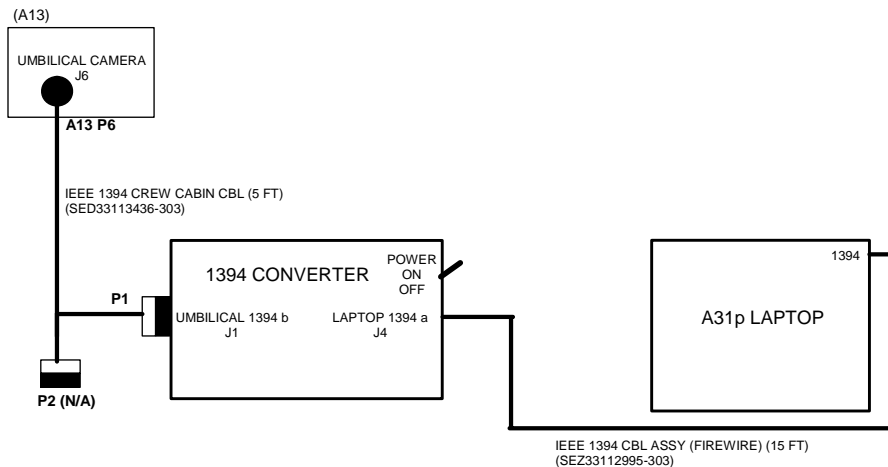 (A13)
UMBILICAL CAMERA
J6
A13 P6
IEEE 1394 CREW CABIN CBL (5 FT)
(SED33113436-303)
P1
P2 (N/A)
1394 CONVERTER
POWER
ON
OFF
UMBILICAL 1394 b
J1
LAPTOP 1394 a
J4
1394
A31p LAPTOP
IEEE 1394 CBL ASSY (FIREWIRE) (15 FT)
(SEZ33112995-303)